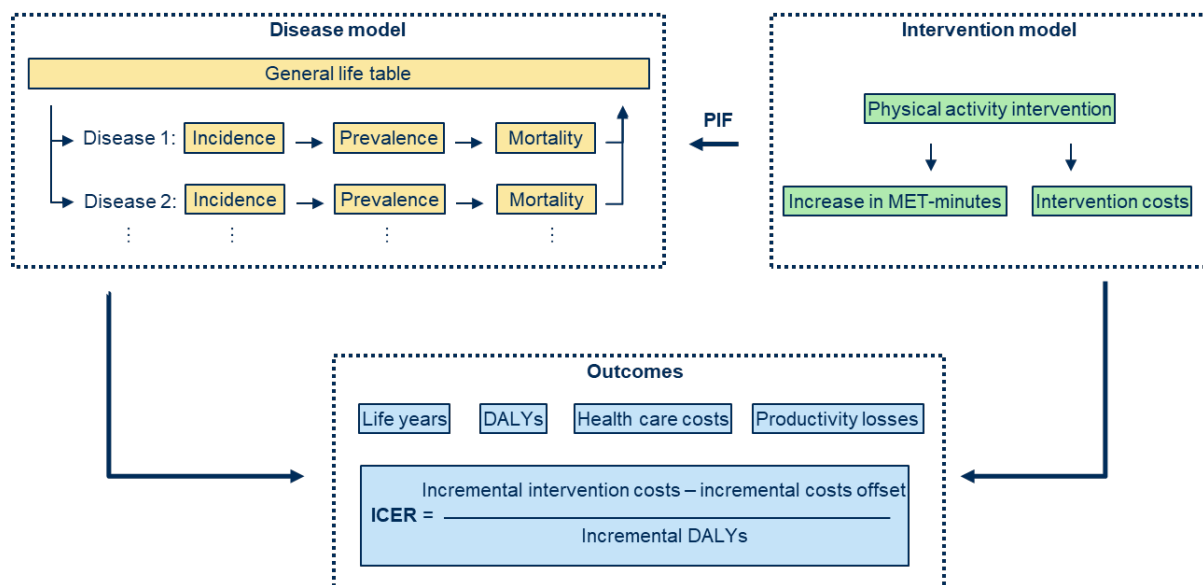 Disease model
General life table
Disease 1: Incidence Prevalence Mortality
Disease 2: Incidence Prevalence Mortality
⋮ ⋮ ⋮ ⋮
PIF
Intervention model
Physical activity intervention
Increase in MET-minutes Intervention costs
Outcomes
Life years DALYs Health care costs Productivity losses
Incremental intervention costs – incremental costs offset
ICER =
Incremental DALYs